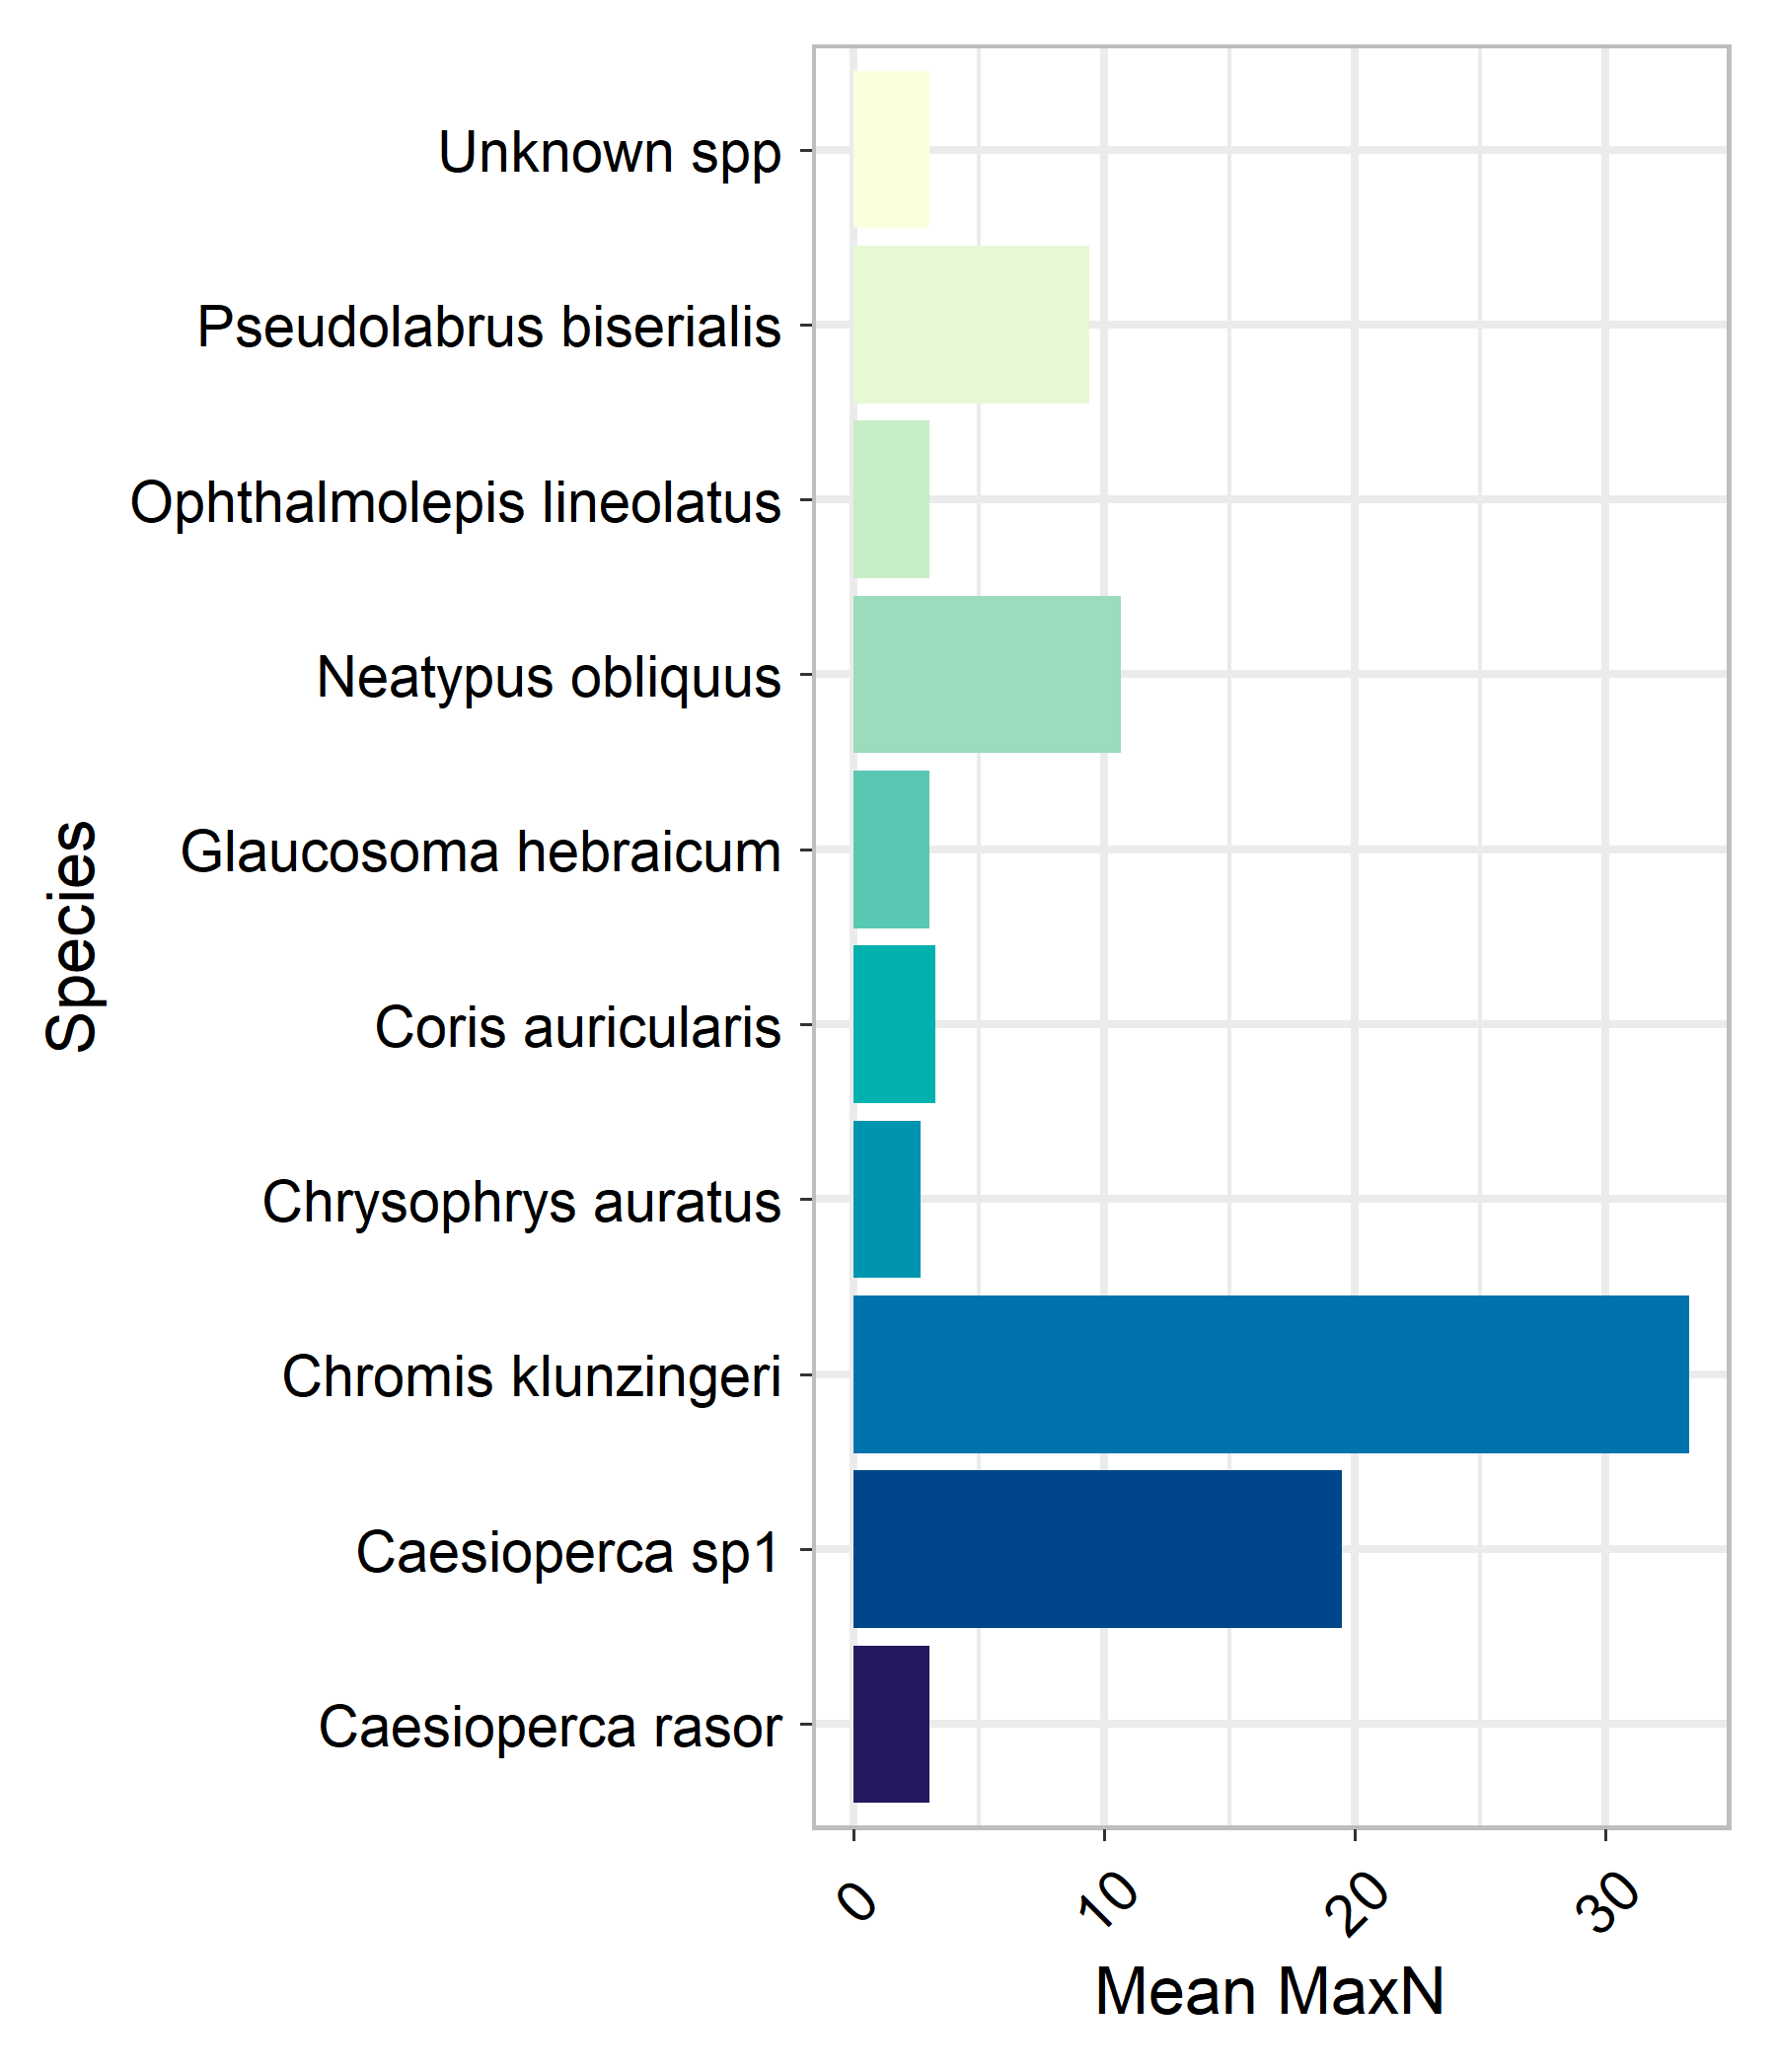 Unknown spp
Pseudolabrus biserialis
Ophthalmolepis lineolatus
Neatypus obliquus
Glaucosoma hebraicum
Coris auricularis
Chrysophrys auratus
Chromis klunzingeri
Caesioperca sp1
Caesioperca rasor
Species
0 10 20 30
Mean MaxN